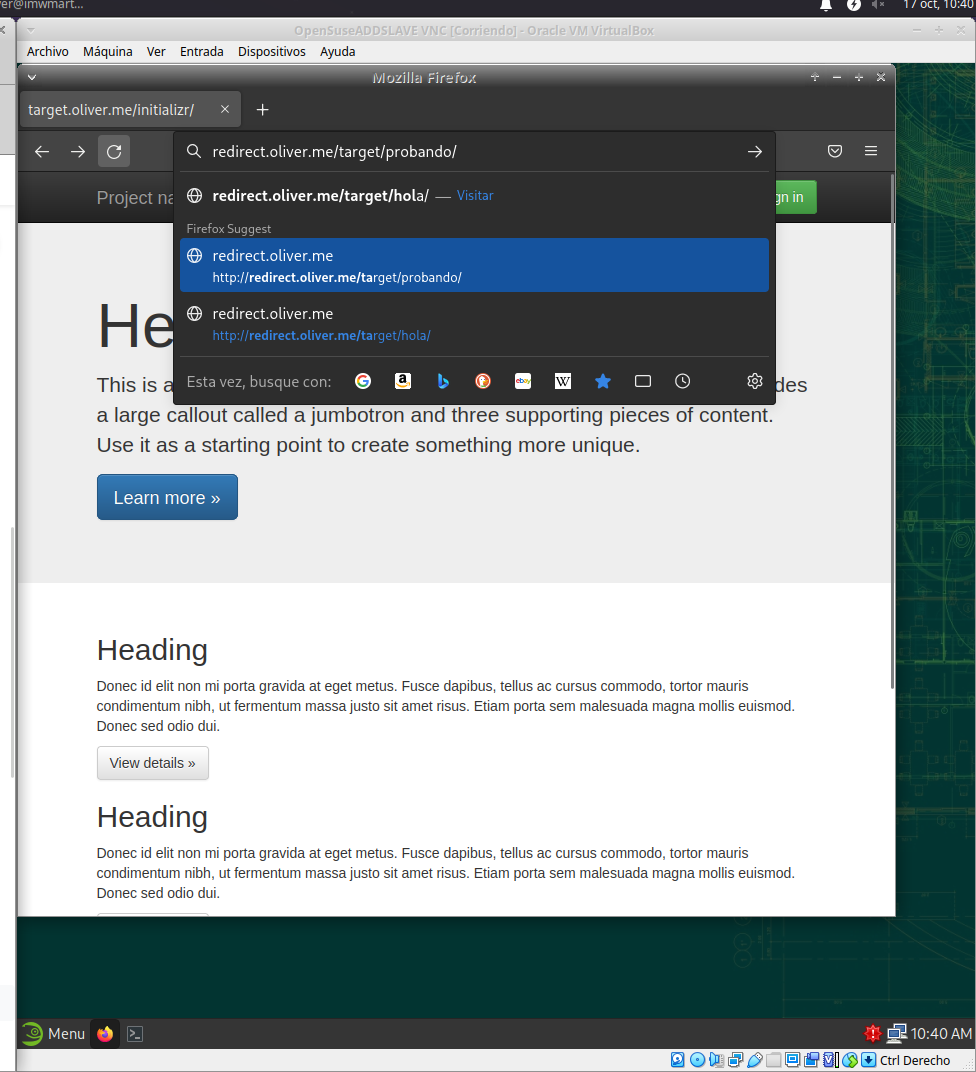 ver@imwmart...
17 oct, 10:40
OpenSuseADDSLAVE VNC [Corriendo] - Oracle VM VirtualBox
Archivo Máquina Ver Entrada Dispositivos Ayuda
Mozilla Firefox
target.oliver.me/initializr/
redirect.oliver.me/target/probando/
Project na
gn in
redirect.oliver.me/target/hola/ — Visitar
Firefox Suggest
redirect.oliver.me
http://redirect.oliver.me/target/probando/
redirect.oliver.me
http://redirect.oliver.me/target/hola/
Esta vez, busque con:
a
ebay
W
He
This is a
des
a large callout called a jumbotron and three supporting pieces of content.
Use it as a starting point to create something more unique.
Learn more »
Heading
Donec id elit non mi porta gravida at eget metus. Fusce dapibus, tellus ac cursus commodo, tortor mauris
condimentum nibh, ut fermentum massa justo sit amet risus. Etiam porta sem malesuada magna mollis euismod.
Donec sed odio dui.
View details »
Heading
Donec id elit non mi porta gravida at eget metus. Fusce dapibus, tellus ac cursus commodo, tortor mauris
condimentum nibh, ut fermentum massa justo sit amet risus. Etiam porta sem malesuada magna mollis euismod.
Donec sed odio dui.
Menu
10:40 AM
Ctrl Derecho